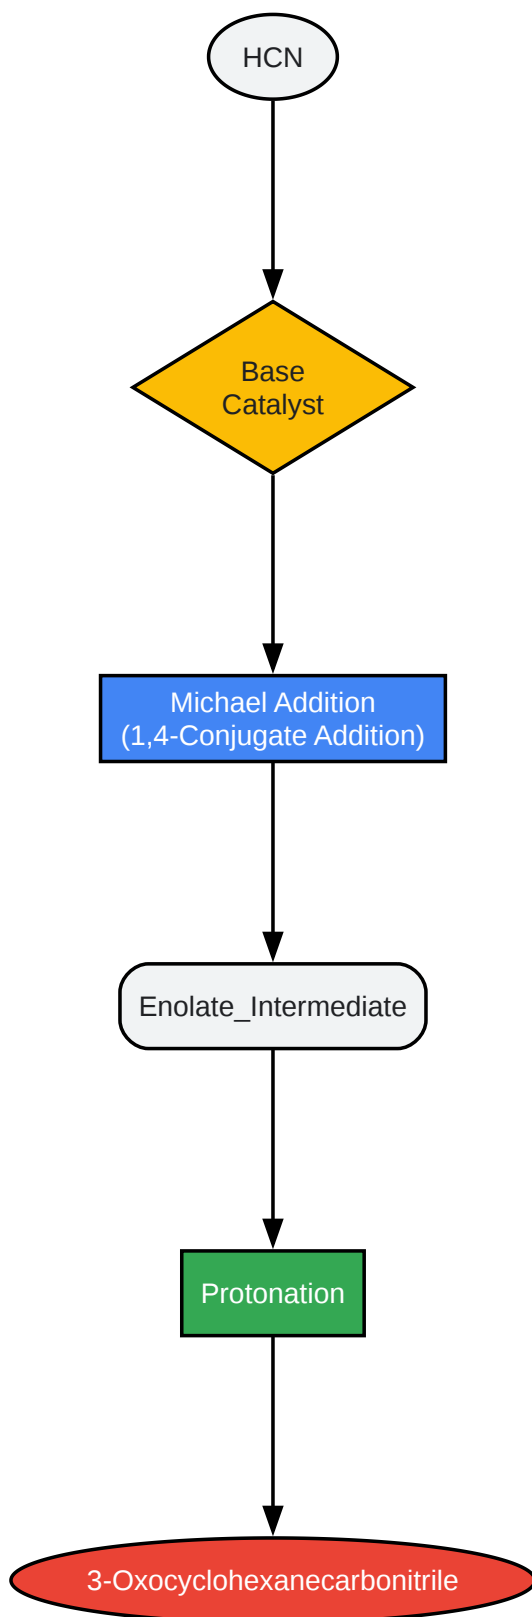 HCN
Base
Catalyst
Michael Addition
(1,4-Conjugate Addition)
Enolate_Intermediate
Protonation
3-Oxocyclohexanecarbonitrile